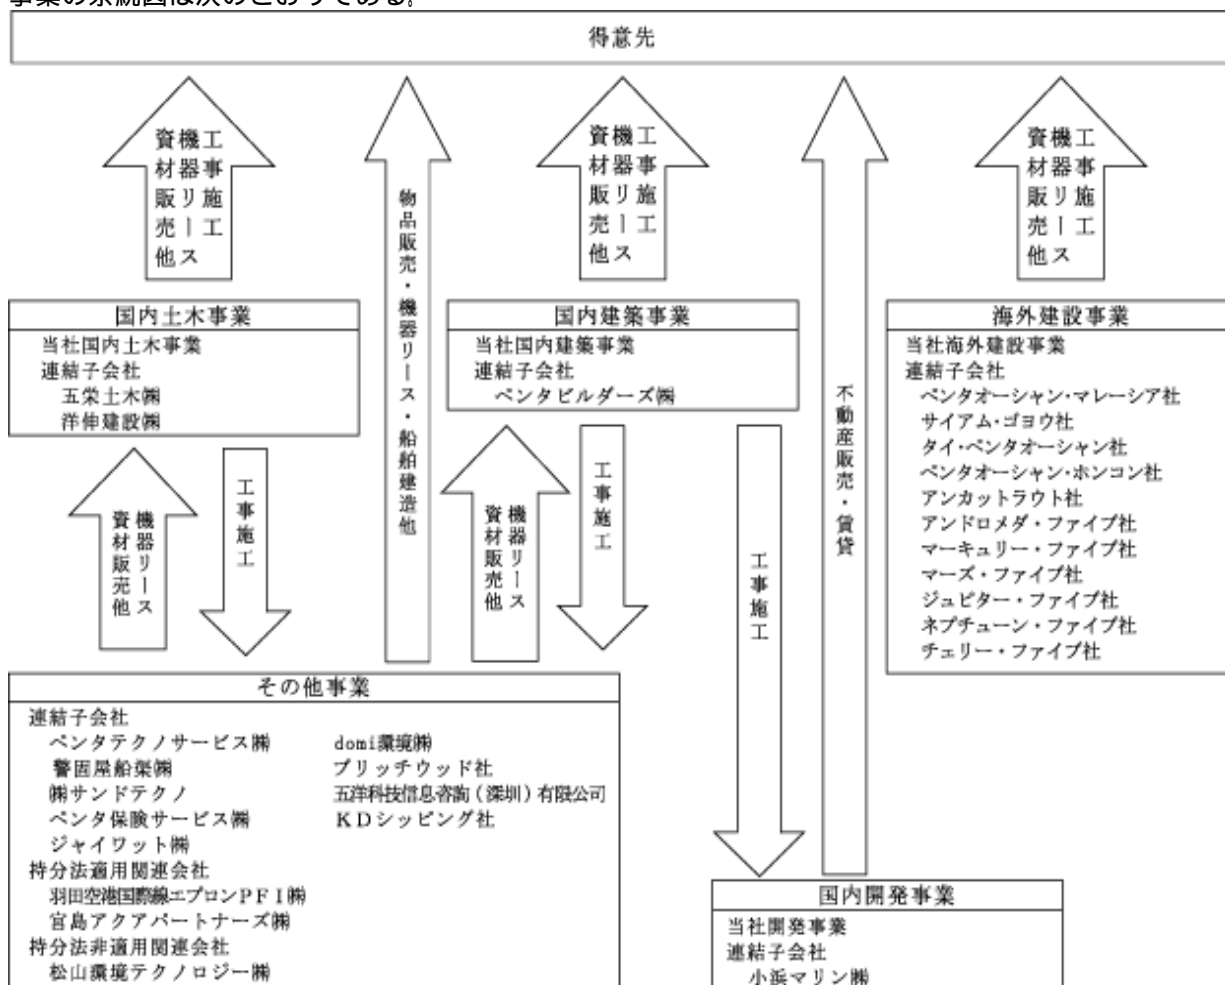 事業の系統図は次のとおりである。
得意先
工事施工
機器リース
資材販売他
物品販売・機器リース・船舶建造他
工事施工
機器リース
資材販売他
不動産販売・賃貸
工事施工
機器リース
資材販売他
国内土木事業
当社国内土木事業
連結子会社
五栄土木㈱
洋伸建設㈱
国内建築事業
当社国内建築事業
連結子会社
ペンタビルダーズ㈱
海外建設事業
当社海外建設事業
連結子会社
ペンタオーシャン・マレーシア社
サイアム・ゴヨウ社
タイ・ペンタオーシャン社
ペンタオーシャン・ホンコン社
アンカットラウト社
アンドロメダ・ファイブ社
マーキュリー・ファイブ社
マーズ・ファイブ社
ジュピター・ファイブ社
ネプチューン・ファイブ社
チェリー・ファイブ社
機器リース
資材販売他
工事施工
機器リース
資材販売他
工事施工
工事施工
その他事業
連結子会社
ペンタテクノサービス㈱
警固屋船渠㈱
㈱サンドテクノ
ペンタ保険サービス㈱
ジャイワット㈱
domi環境㈱
ブリッチウッド社
五洋科技信息咨詢（深圳）有限公司
ＫＤシッピング社
持分法適用関連会社
羽田空港国際線エプロンＰＦＩ㈱
宮島アクアパートナーズ㈱
持分法非適用関連会社
松山環境テクノロジー㈱
国内開発事業
当社開発事業
連結子会社
小浜マリン㈱